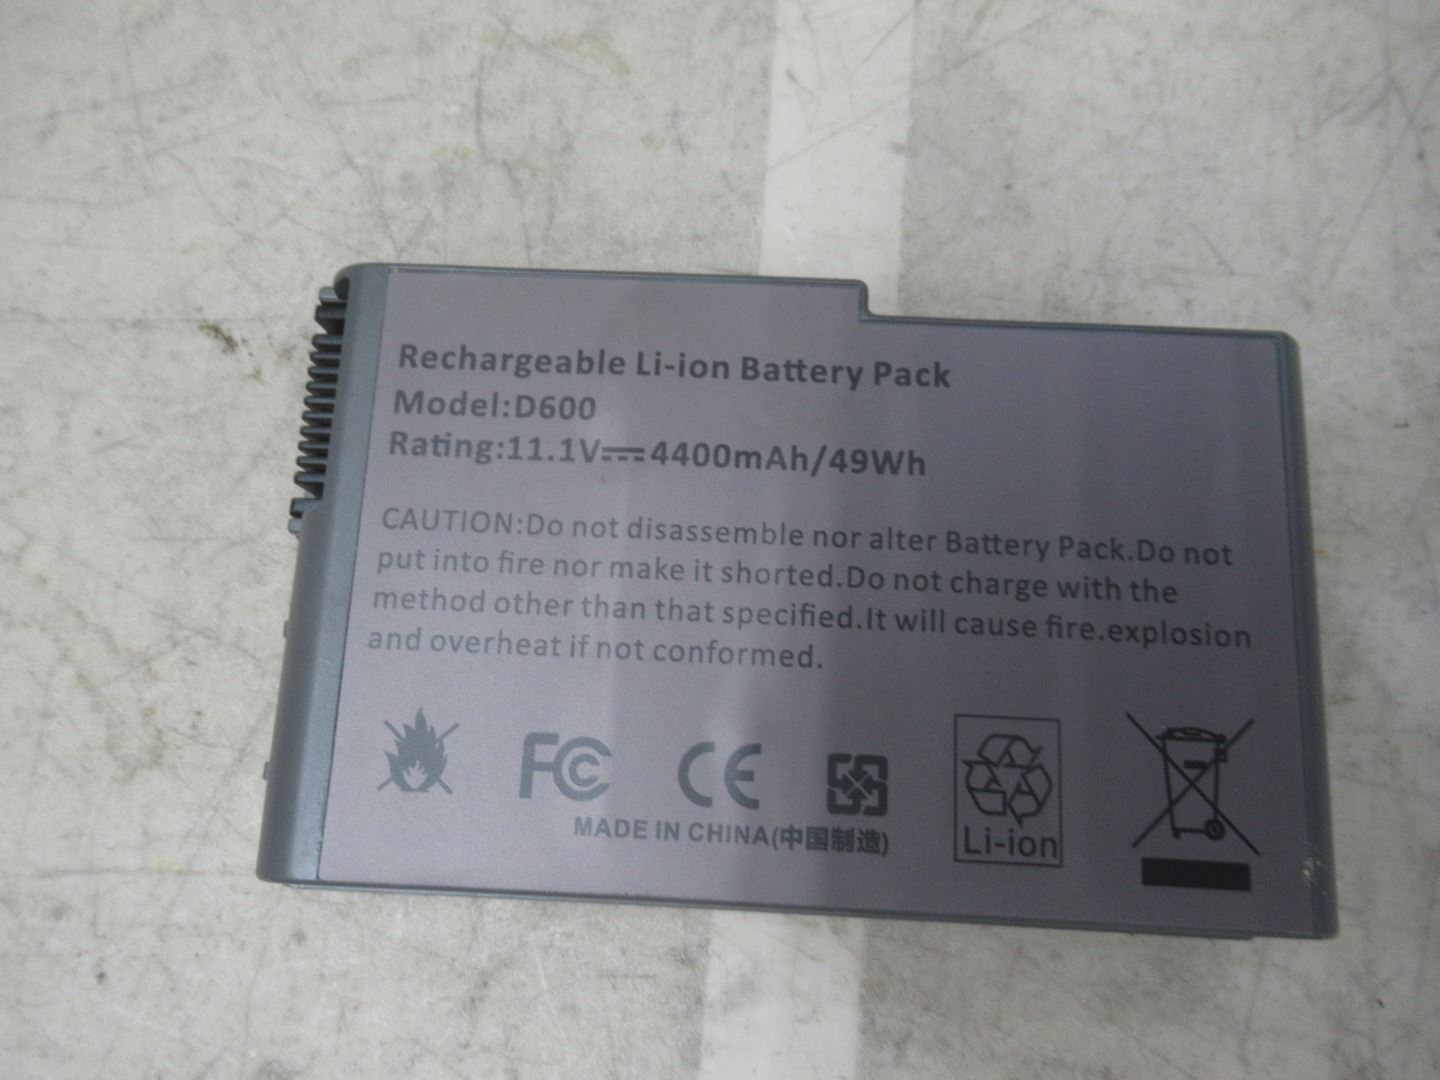 Rechargeable Li-ion Battery Pack
Model:D600
Rating:11.1V⎓4400mAh/49Wh
CAUTION:Do not disassemble nor alter Battery Pack.Do not
put into fire nor make it shorted.Do not charge with the
method other than that specified.It will cause fire.explosion
and overheat if not conformed.
FC CE
Li-ion
MADE IN CHINA(中国制造)